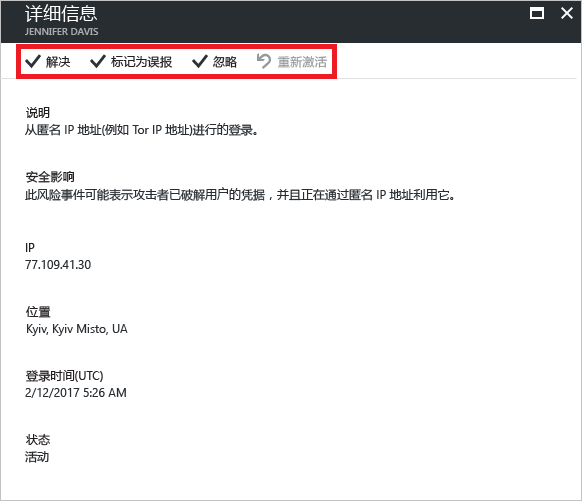 详细信息
JENNIFER DAVIS
解决 标记为误报 忽略 重新激活
说明
从匿名 IP 地址(例如 Tor IP 地址)进行的登录。
安全影响
此风险事件可能表示攻击者已破解用户的凭据，并且正在通过匿名 IP 地址利用它。
IP
77.109.41.30
位置
Kyiv, Kyiv Misto, UA
登录时间(UTC)
2/12/2017 5:26 AM
状态
活动